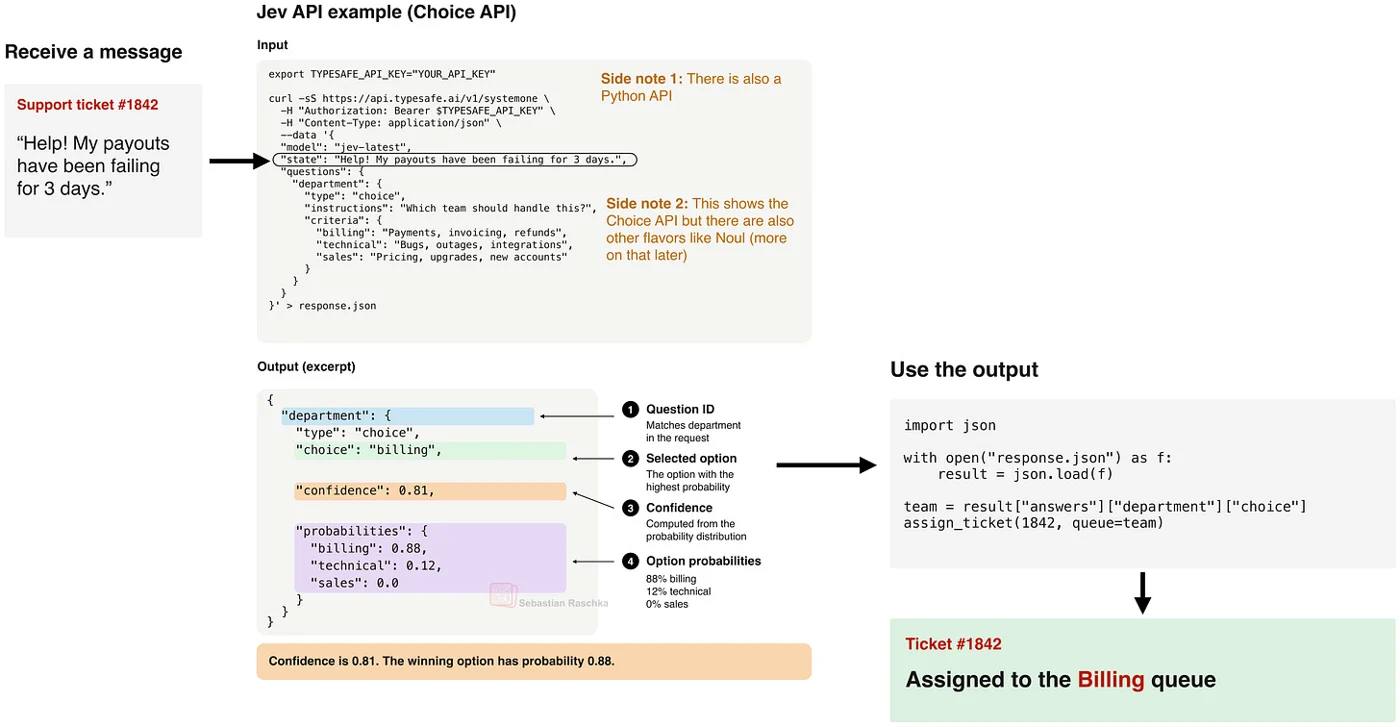 Jev API example (Choice API)
Receive a message
Support ticket #1842
“Help! My payouts
have been failing
for 3 days.”
Input
export TYPESAFE_API_KEY="YOUR_API_KEY"
curl -sS https://api.typesafe.ai/v1/systemone \
-H "Authorization: Bearer $TYPESAFE_API_KEY" \
-H "Content-Type: application/json" \
--data '{
"model": "jev-latest",
"state": "Help! My payouts have been failing for 3 days.",
"questions": {
"department": {
"type": "choice",
"instructions": "Which team should handle this?",
"criteria": {
"billing": "Payments, invoicing, refunds",
"technical": "Bugs, outages, integrations",
"sales": "Pricing, upgrades, new accounts"
}
}
}
}' > response.json
Side note 1: There is also a
Python API
Side note 2: This shows the
Choice API but there are also
other flavors like Noul (more
on that later)
Output (excerpt)
{
"department": {
"type": "choice",
"choice": "billing",
"confidence": 0.81,
"probabilities": {
"billing": 0.88,
"technical": 0.12,
"sales": 0.0
}
}
}
Sebastian Raschka
1 Question ID
Matches department
in the request
2 Selected option
The option with the
highest probability
3 Confidence
Computed from the
probability distribution
4 Option probabilities
88% billing
12% technical
0% sales
Confidence is 0.81. The winning option has probability 0.88.
Use the output
import json
with open("response.json") as f:
result = json.load(f)
team = result["answers"]["department"]["choice"]
assign_ticket(1842, queue=team)
Ticket #1842
Assigned to the Billing queue